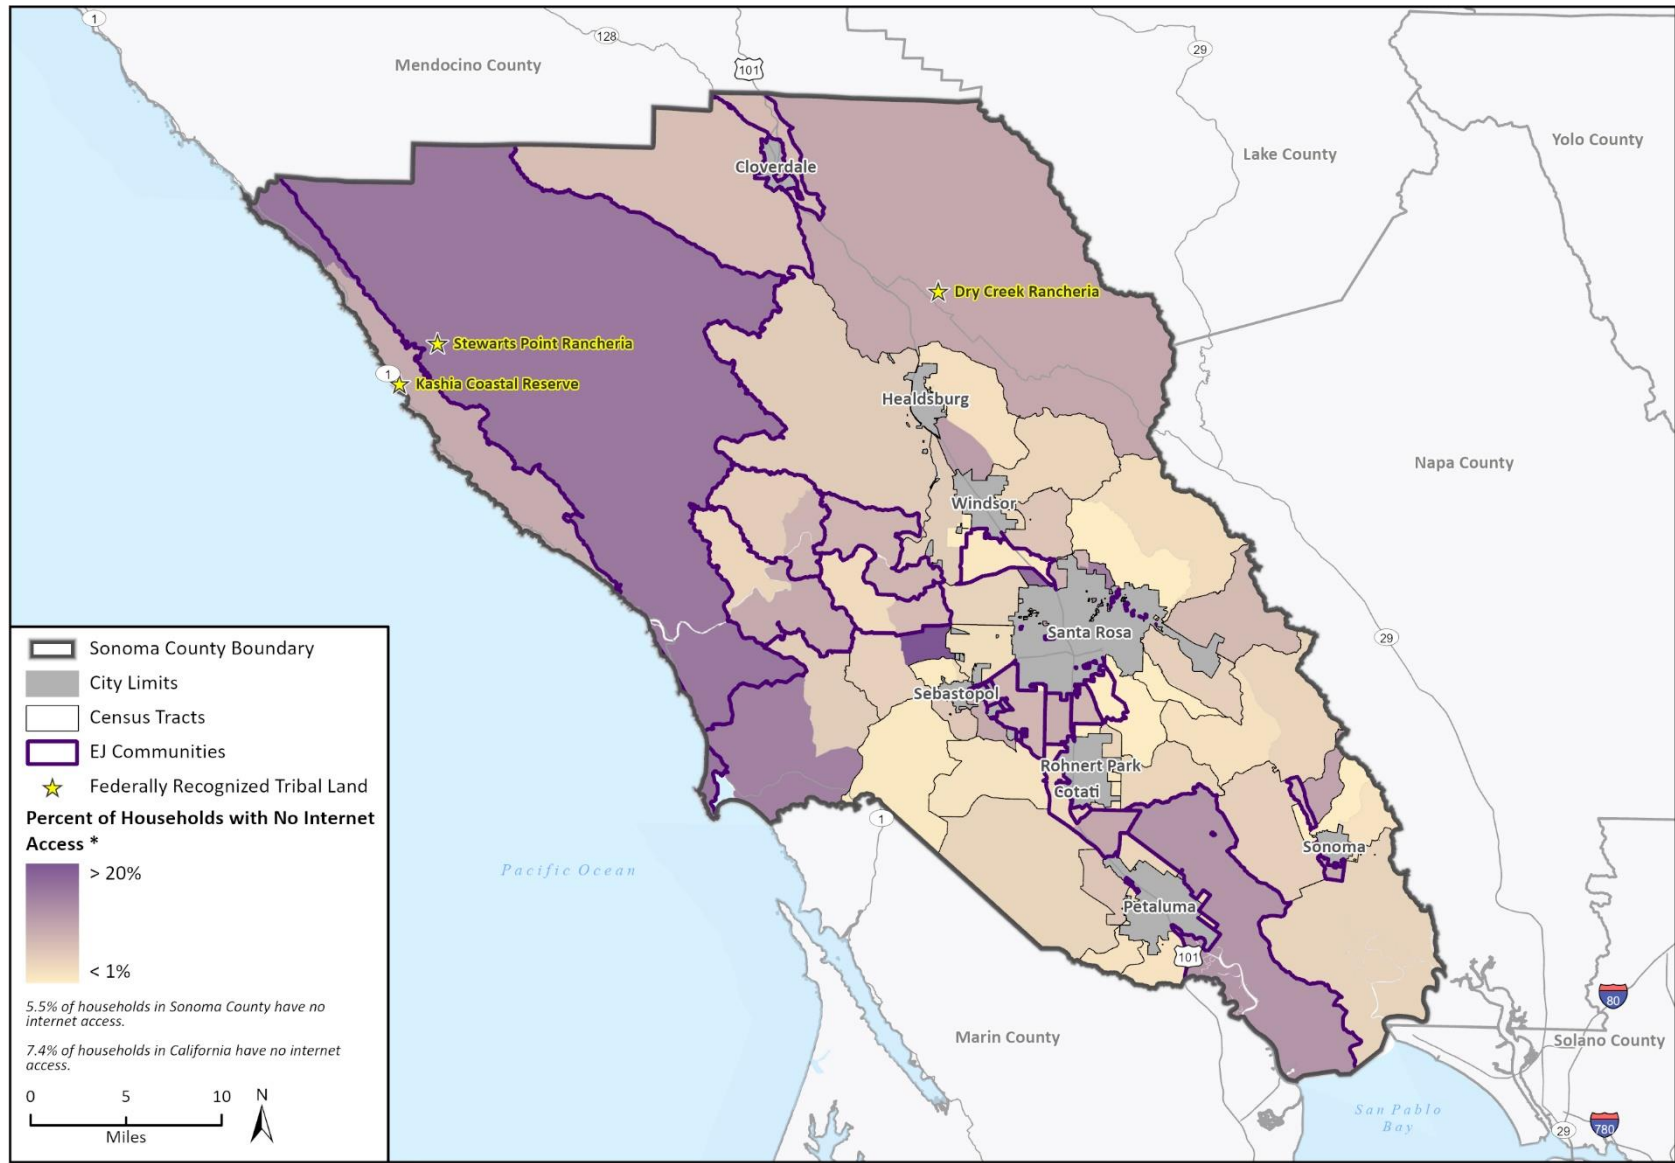 1
128
101
29
Mendocino County
Lake County
Yolo County
Cloverdale
Dry Creek Rancheria
Stewarts Point Rancheria
1
Kashia Coastal Reserve
Healdsburg
Napa County
Windsor
Santa Rosa
29
Sebastopol
Rohnert Park
Cotati
1
Sonoma
Pacific Ocean
Petaluma
101
80
Marin County
Solano County
San Pablo
Bay
29
780
Sonoma County Boundary
City Limits
Census Tracts
EJ Communities
Federally Recognized Tribal Land
Percent of Households with No Internet
Access *
> 20%
< 1%
5.5% of households in Sonoma County have no
internet access.
7.4% of households in California have no internet
access.
0 5 10
Miles
N